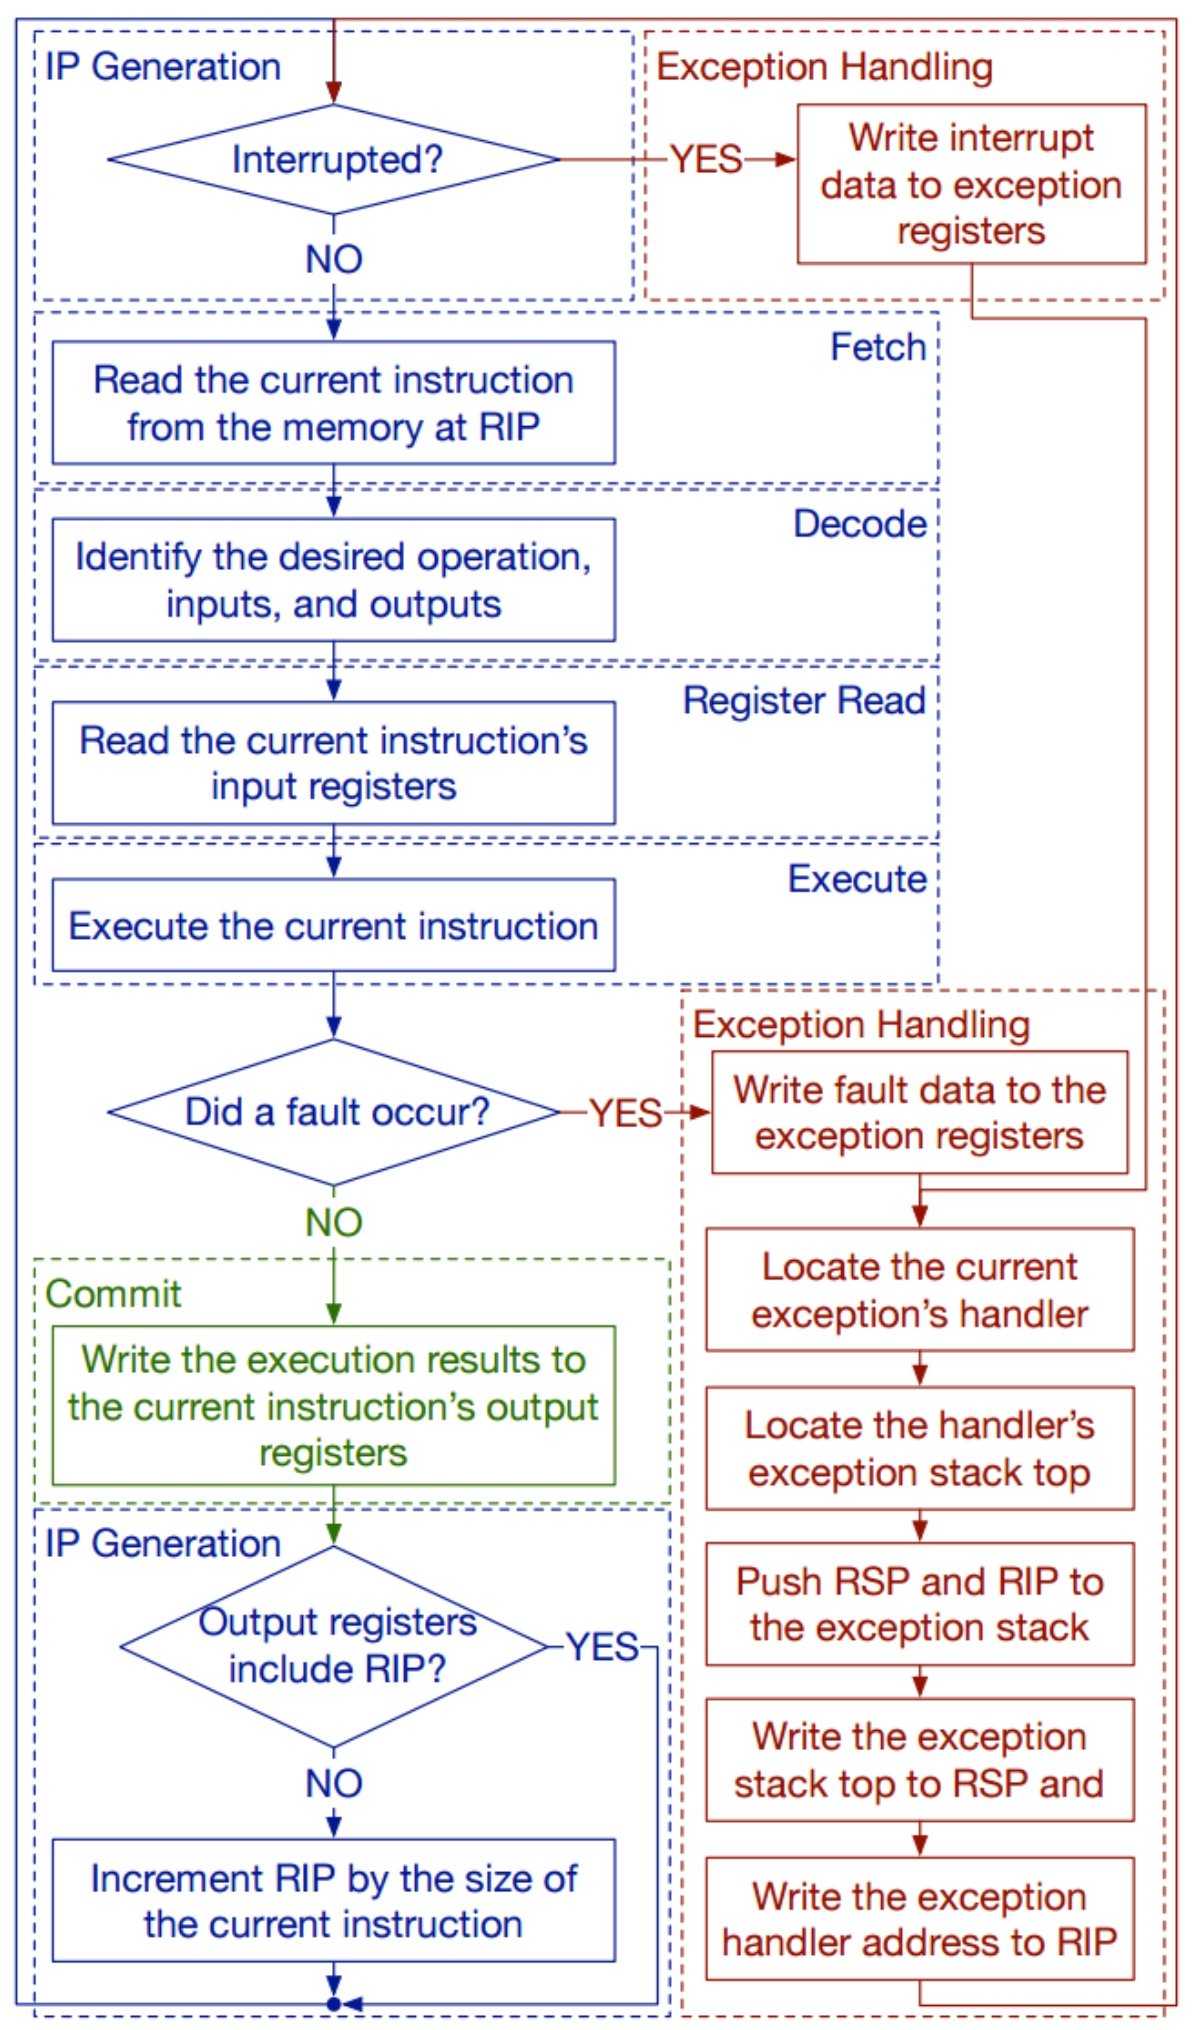 IP Generation
Exception Handling
Interrupted?
YES
Write interrupt
data to exception
registers
NO
Fetch
Read the current instruction
from the memory at RIP
Decode
Identify the desired operation,
inputs, and outputs
Register Read
Read the current instruction’s
input registers
Execute
Execute the current instruction
Exception Handling
Did a fault occur?
YES
Write fault data to the
exception registers
NO
Locate the current
exception’s handler
Commit
Write the execution results to
the current instruction’s output
registers
Locate the handler’s
exception stack top
IP Generation
Output registers
include RIP?
YES
Push RSP and RIP to
the exception stack
NO
Write the exception
stack top to RSP and
Increment RIP by the size of
the current instruction
Write the exception
handler address to RIP